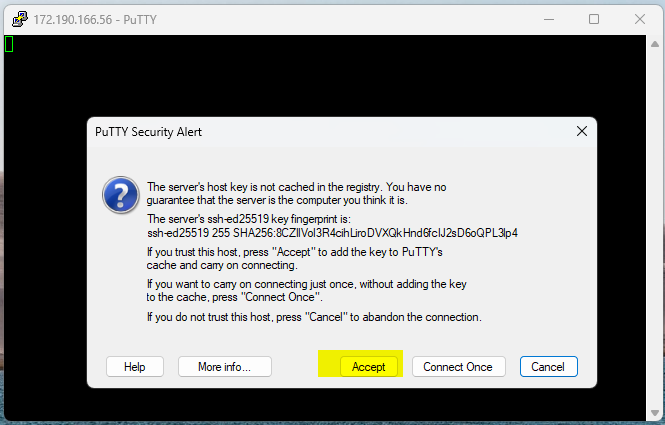 172.190.166.56 - PuTTY
PuTTY Security Alert
The server's host key is not cached in the registry. You have no
guarantee that the server is the computer you think it is.
The server's ssh-ed25519 key fingerprint is:
ssh-ed25519 255 SHA256:8CZIlVol3R4cihLiroDVXQkHnd6fclJ2sD6oQPL3lp4
If you trust this host, press "Accept" to add the key to PuTTY's
cache and carry on connecting.
If you want to carry on connecting just once, without adding the key
to the cache, press "Connect Once".
If you do not trust this host, press "Cancel" to abandon the connection.
Help
More info...
Accept
Connect Once
Cancel